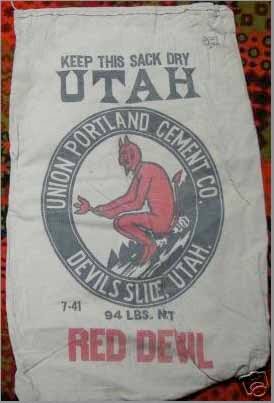 KEEP THIS SACK DRY
UTAH
UNION PORTLAND CEMENT CO.
DEVILS SLIDE, UTAH.
7-41
94 LBS. NT
RED DEVIL